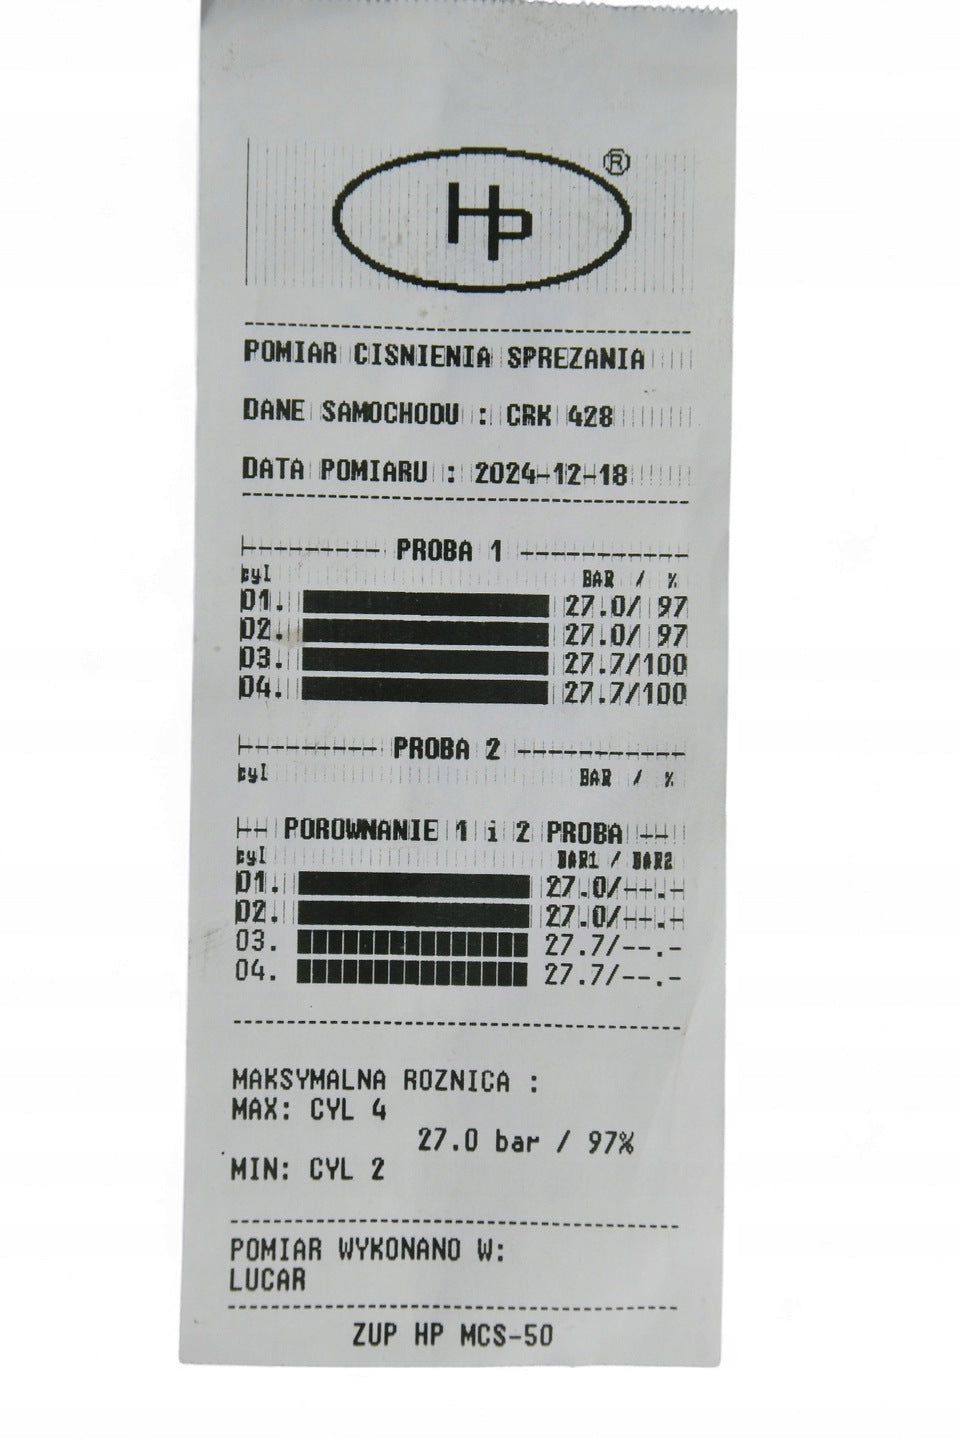 HP ®
POMIAR CISNIENIA SPREZANIA
DANE SAMOCHODU : CRK 428
DATA POMIARU : 2024-12-18
PROBA 1
cyl BAR / %
01. 27.0/ 97
02. 27.0/ 97
03. 27.7/100
04. 27.7/100
PROBA 2
cyl BAR / %
POROWNANIE 1 i 2 PROBA
cyl BAR1 / BAR2
01. 27.0/--.-
02. 27.0/--.-
03. 27.7/--.-
04. 27.7/--.-
MAKSYMALNA ROZNICA :
MAX: CYL 4
27.0 bar / 97%
MIN: CYL 2
POMIAR WYKONANO W:
LUCAR
ZUP HP MCS-50